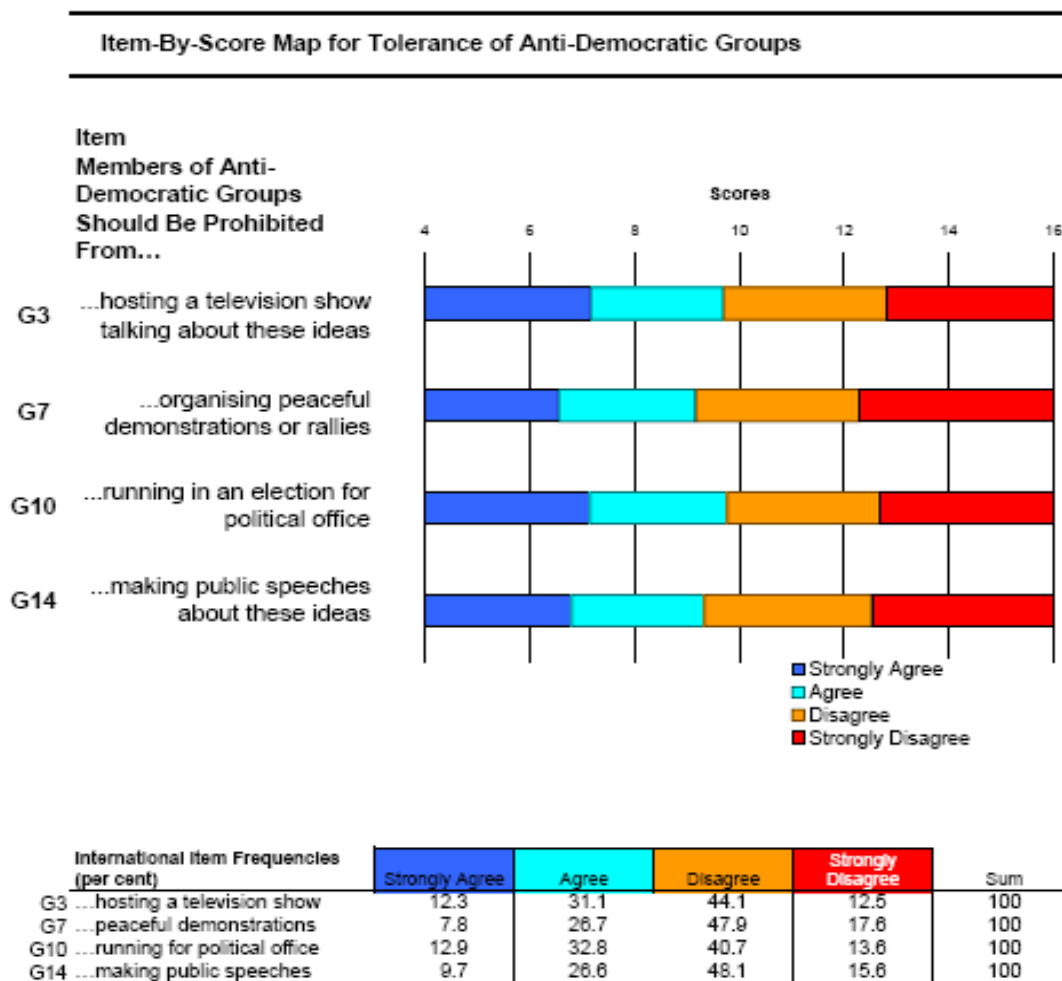 Item-By-Score Map for Tolerance of Anti-Democratic Groups
Item
Members of Anti-
Democratic Groups
Should Be Prohibited
From...
Scores
4 6 8 10 12 14 16
G3 ...hosting a television show
talking about these ideas
G7 ...organising peaceful
demonstrations or rallies
G10 ...running in an election for
political office
G14 ...making public speeches
about these ideas
Strongly Agree
Agree
Disagree
Strongly Disagree
International Item Frequencies
(per cent) Strongly Agree Agree Disagree Strongly Disagree Sum
G3 ...hosting a television show 12.3 31.1 44.1 12.5 100
G7 ...peaceful demonstrations 7.8 26.7 47.9 17.6 100
G10 ...running for political office 12.9 32.8 40.7 13.6 100
G14 ...making public speeches 9.7 26.6 48.1 15.6 100